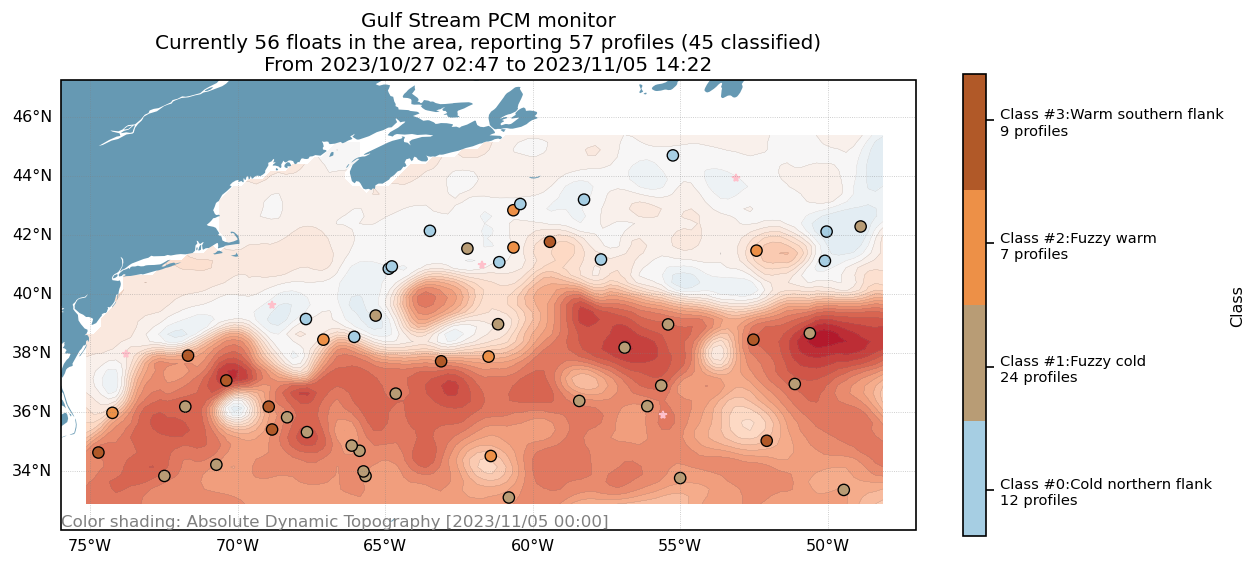 Gulf Stream PCM monitor
Currently 56 floats in the area, reporting 57 profiles (45 classified)
From 2023/10/27 02:47 to 2023/11/05 14:22
46°N
44°N
42°N
40°N
38°N
36°N
34°N
Color shading: Absolute Dynamic Topography [2023/11/05 00:00]
75°W
70°W
65°W
60°W
55°W
50°W
Class #3:Warm southern flank
9 profiles
Class #2:Fuzzy warm
7 profiles
Class #1:Fuzzy cold
24 profiles
Class #0:Cold northern flank
12 profiles
Class